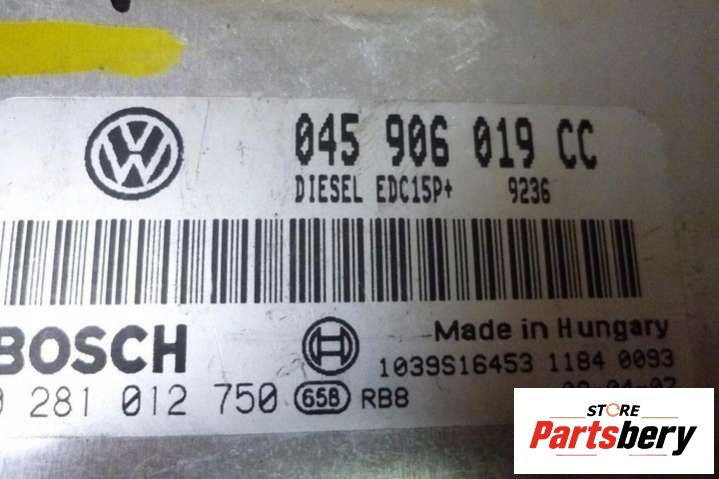 045 906 019 CC
DIESEL EDC15P+ 9236
BOSCH
Made in Hungary
1039S16453 1184 0093
0 281 012 750 658 RB8
STORE
Partsbery